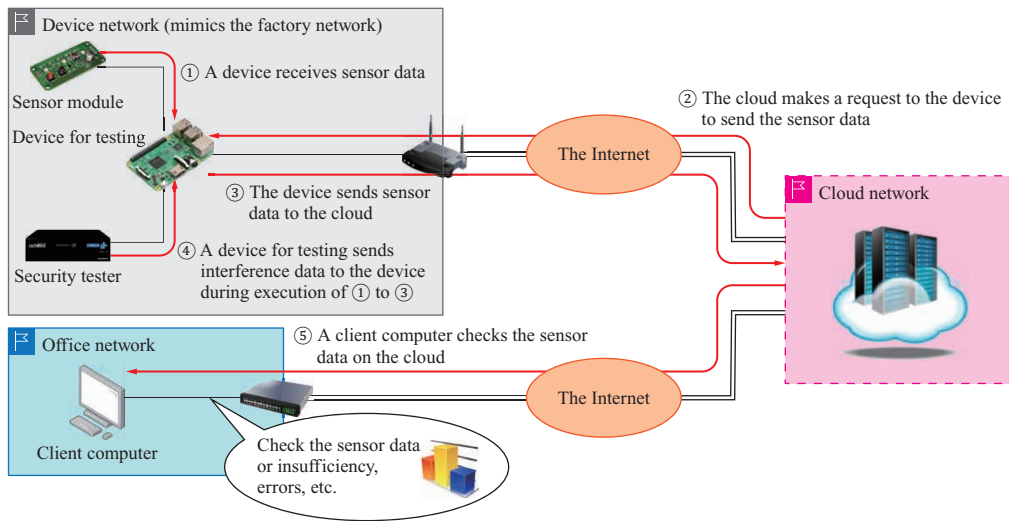 Device network (mimics the factory network)
① A device receives sensor data
Sensor module
Device for testing
② The cloud makes a request to the device
to send the sensor data
The Internet
③ The device sends sensor
data to the cloud
Cloud network
Security tester
④ A device for testing sends
interference data to the device
during execution of ① to ③
Office network
⑤ A client computer checks the sensor
data on the cloud
The Internet
Client computer
Check the sensor data
or insufficiency,
errors, etc.